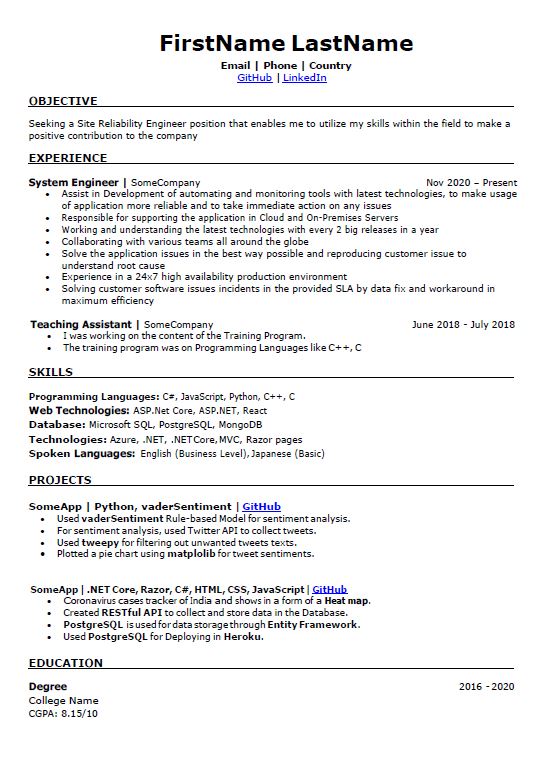 FirstName LastName
Email | Phone | Country
GitHub | LinkedIn
OBJECTIVE
Seeking a Site Reliability Engineer position that enables me to utilize my skills within the field to make a
positive contribution to the company
EXPERIENCE
System Engineer | SomeCompany Nov 2020 – Present
• Assist in Development of automating and monitoring tools with latest technologies, to make usage
of application more reliable and to take immediate action on any issues
• Responsible for supporting the application in Cloud and On-Premises Servers
• Working and understanding the latest technologies with every 2 big releases in a year
• Collaborating with various teams all around the globe
• Solve the application issues in the best way possible and reproducing customer issue to
understand root cause
• Experience in a 24x7 high availability production environment
• Solving customer software issues incidents in the provided SLA by data fix and workaround in
maximum efficiency
Teaching Assistant | SomeCompany June 2018 - July 2018
• I was working on the content of the Training Program.
• The training program was on Programming Languages like C++, C
SKILLS
Programming Languages: C#, JavaScript, Python, C++, C
Web Technologies: ASP.Net Core, ASP.NET, React
Database: Microsoft SQL, PostgreSQL, MongoDB
Technologies: Azure, .NET, .NETCore,MVC, Razor pages
Spoken Languages: English (Business Level), Japanese (Basic)
PROJECTS
SomeApp | Python, vaderSentiment | GitHub
• Used vaderSentiment Rule-based Model for sentiment analysis.
• For sentiment analysis, used Twitter API to collect tweets.
• Used tweepy for filtering out unwanted tweets texts.
• Plotted a pie chart using matplolib for tweet sentiments.
SomeApp | .NET Core, Razor, C#, HTML, CSS, JavaScript | GitHub
• Coronavirus cases tracker of India and shows in a form of a Heat map.
• Created RESTful API to collect and store data in the Database.
• PostgreSQL is used for data storage through Entity Framework.
• Used PostgreSQL for Deploying in Heroku.
EDUCATION
Degree 2016 - 2020
College Name
CGPA: 8.15/10